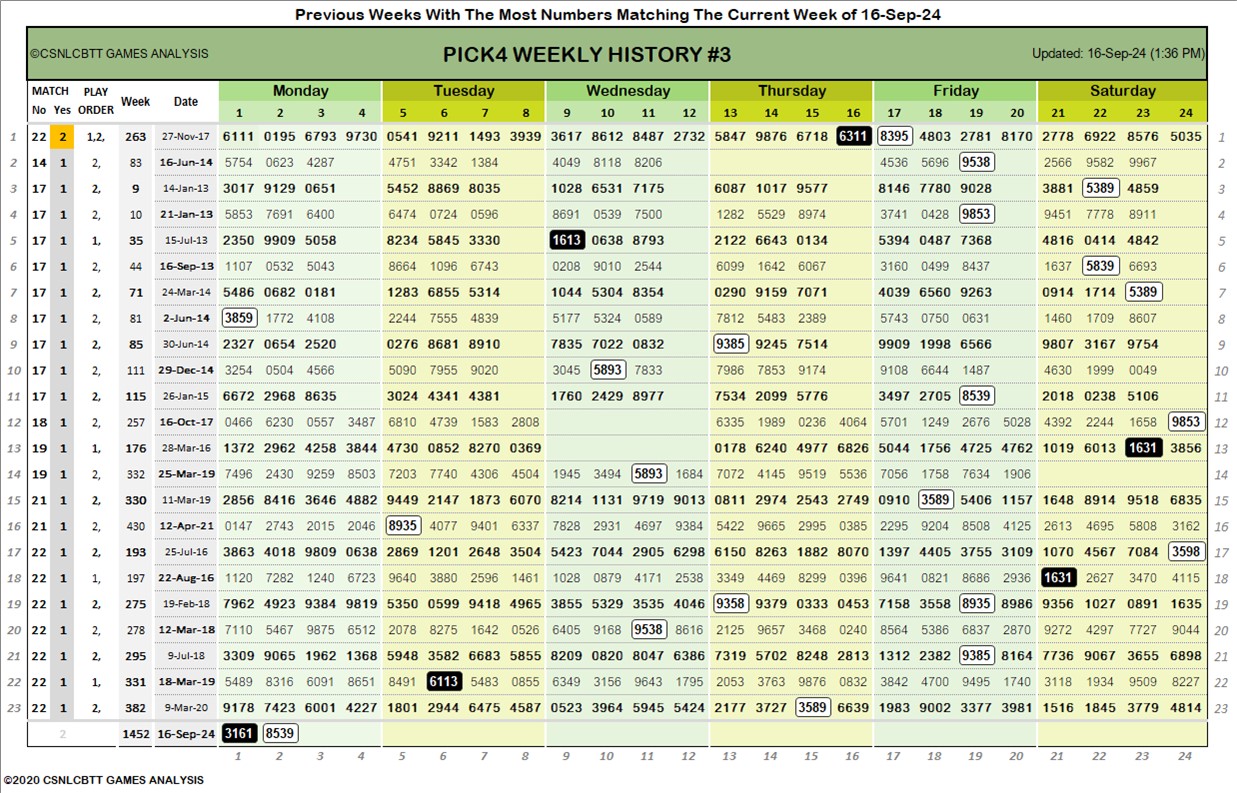 Previous Weeks With The Most Numbers Matching The Current Week of 16-Sep-24
©CSNLCBTT GAMES ANALYSIS PICK4 WEEKLY HISTORY #3 Updated: 16-Sep-24 (1:36 PM)
MATCH PLAY Week Date Monday Tuesday Wednesday Thursday Friday Saturday
No Yes ORDER 1 2 3 4 5 6 7 8 9 10 11 12 13 14 15 16 17 18 19 20 21 22 23 24
1 22 2 1,2, 263 27-Nov-17 6111 0195 6793 9730 0541 9211 1493 3939 3617 8612 8487 2732 5847 9876 6718 6311 8395 4803 2781 8170 2778 6922 8576 5035 1
2 14 1 2, 83 16-Jun-14 5754 0623 4287 4751 3342 1384 4049 8118 8206 4536 5696 9538 2566 9582 9967 2
3 17 1 2, 9 14-Jan-13 3017 9129 0651 5452 8869 8035 1028 6531 7175 6087 1017 9577 8146 7780 9028 3881 5389 4859 3
4 17 1 2, 10 21-Jan-13 5853 7691 6400 6474 0724 0596 8691 0539 7500 1282 5529 8974 3741 0428 9853 9451 7778 8911 4
5 17 1 1, 35 15-Jul-13 2350 9909 5058 8234 5845 3330 1613 0638 8793 2122 6643 0134 5394 0487 7368 4816 0414 4842 5
6 17 1 2, 44 16-Sep-13 1107 0532 5043 8664 1096 6743 0208 9010 2544 6099 1642 6067 3160 0499 8437 1637 5839 6693 6
7 17 1 2, 71 24-Mar-14 5486 0682 0181 1283 6855 5314 1044 5304 8354 0290 9159 7071 4039 6560 9263 0914 1714 5389 7
8 17 1 2, 81 2-Jun-14 3859 1772 4108 2244 7555 4839 5177 5324 0589 7812 5483 2389 5743 0750 0631 1460 1709 8607 8
9 17 1 2, 85 30-Jun-14 2327 0654 2520 0276 8681 8910 7835 7022 0832 9385 9245 7514 9909 1998 6566 9807 3167 9754 9
10 17 1 2, 111 29-Dec-14 3254 0504 4566 5090 7955 9020 3045 5893 7833 7986 7853 9174 9108 6644 1487 4630 1999 0049 10
11 17 1 2, 115 26-Jan-15 6672 2968 8635 3024 4341 4381 1760 2429 8977 7534 2099 5776 3497 2705 8539 2018 0238 5106 11
12 18 1 2, 257 16-Oct-17 0466 6230 0557 3487 6810 4739 1583 2808 6335 1989 0236 4064 5701 1249 2676 5028 4392 2244 1658 9853 12
13 19 1 1, 176 28-Mar-16 1372 2962 4258 3844 4730 0852 8270 0369 0178 6240 4977 6826 5044 1756 4725 4762 1019 6013 1631 3856 13
14 19 1 2, 332 25-Mar-19 7496 2430 9259 8503 7203 7740 4306 4504 1945 3494 5893 1684 7072 4145 9519 5536 7056 1758 7634 1906 14
15 21 1 2, 330 11-Mar-19 2856 8416 3646 4882 9449 2147 1873 6070 8214 1131 9719 9013 0811 2974 2543 2749 0910 3589 5406 1157 1648 8914 9518 6835 15
16 21 1 2, 430 12-Apr-21 0147 2743 2015 2046 8935 4077 9401 6337 7828 2931 4697 9384 5422 9665 2995 0385 2295 9204 8508 4125 2613 4695 5808 3162 16
17 22 1 2, 193 25-Jul-16 3863 4018 9809 0638 2869 1201 2648 3504 5423 7044 2905 6298 6150 8263 1882 8070 1397 4405 3755 3109 1070 4567 7084 3598 17
18 22 1 1, 197 22-Aug-16 1120 7282 1240 6723 9640 3880 2596 1461 1028 0879 4171 2538 3349 4469 8299 0396 9641 0821 8686 2936 1631 2627 3470 4115 18
19 22 1 2, 275 19-Feb-18 7962 4923 9384 9819 5350 0599 9418 4965 3855 5329 3535 4046 9358 9379 0333 0453 7158 3558 8935 8986 9356 1027 0891 1635 19
20 22 1 2, 278 12-Mar-18 7110 5467 9875 6512 2078 8275 1642 0526 6405 9168 9538 8616 2125 9657 3468 0240 8564 5386 6837 2870 9272 4297 7727 9044 20
21 22 1 2, 295 9-Jul-18 3309 9065 1962 1368 5948 3582 6683 5855 8209 0820 8047 6386 7319 5702 8248 2813 1312 2382 9385 8164 7736 9067 3655 6898 21
22 22 1 1, 331 18-Mar-19 5489 8316 6091 8651 8491 6113 5483 0855 6349 3156 9643 1795 2053 3763 9876 0832 3842 4700 9495 1740 3118 1934 9509 8227 22
23 22 1 2, 382 9-Mar-20 9178 7423 6001 4227 1801 2944 6475 4587 0523 3964 5945 5424 2177 3727 3589 6639 1983 9002 3377 3981 1516 1845 3779 4814 23
2 1452 16-Sep-24 3161 8539
1 2 3 4 5 6 7 8 9 10 11 12 13 14 15 16 17 18 19 20 21 22 23 24
©2020 CSNLCBTT GAMES ANALYSIS